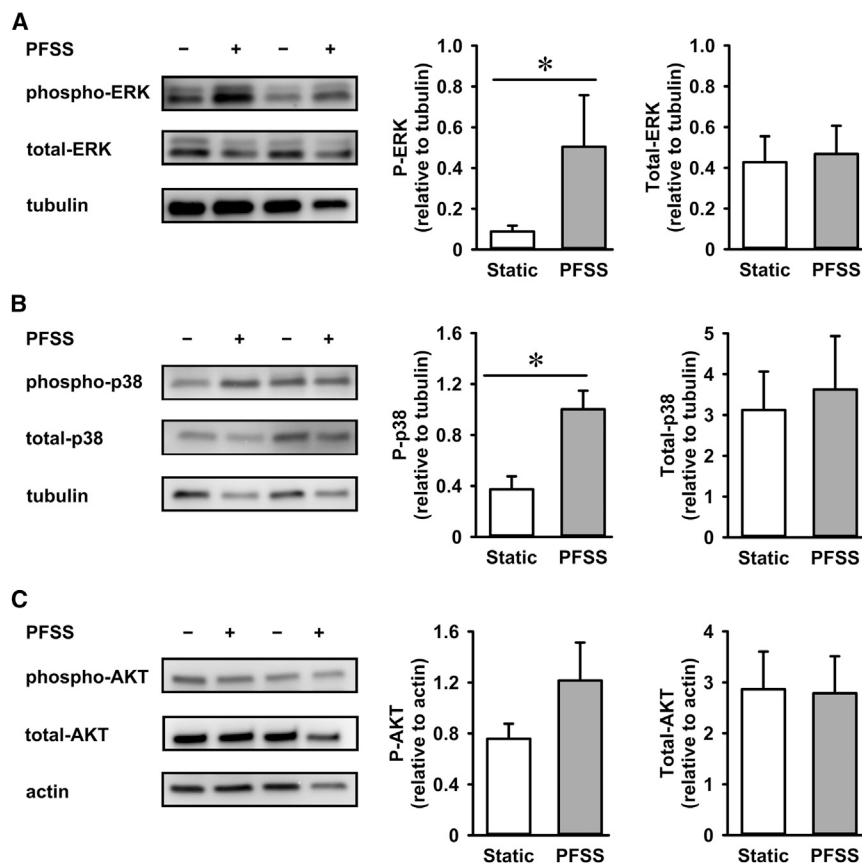 A
PFSS − + − +
phospho-ERK
total-ERK
tubulin
P-ERK
(relative to tubulin)
1.0
0.8
0.6
0.4
0.2
0
*
Static PFSS
Total-ERK
(relative to tubulin)
1.0
0.8
0.6
0.4
0.2
0
Static PFSS
B
PFSS − + − +
phospho-p38
total-p38
tubulin
P-p38
(relative to tubulin)
1.6
1.2
0.8
0.4
0
*
Static PFSS
Total-p38
(relative to tubulin)
5
4
3
2
1
0
Static PFSS
C
PFSS − + − +
phospho-AKT
total-AKT
actin
P-AKT
(relative to actin)
1.6
1.2
0.8
0.4
0
Static PFSS
Total-AKT
(relative to actin)
4
3
2
1
0
Static PFSS